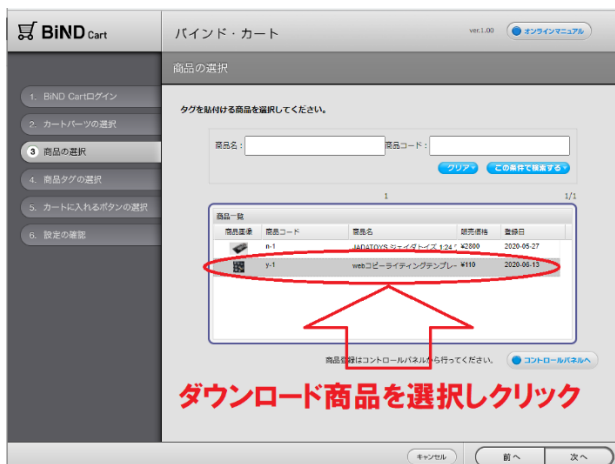 BiND Cart
バインド・カート
ver.1.00
オンラインマニュアル
商品の選択
1. BiND Cartログイン
2. カートパーツの選択
3 商品の選択
4. 商品タグの選択
5. カートに入れるボタンの選択
6. 設定の確認
タグを貼付ける商品を選択してください。
商品名：
商品コード：
クリア
この条件で検索する
1
1/1
商品一覧
商品画像 商品コード 商品名 販売価格 登録日
n-1 JADATOYS ジェイダトイズ 1:24 ¥2800 2020-05-27
y-1 webコピーライティングテンプレー ¥110 2020-06-13
商品登録はコントロールパネルから行ってください。
コントロールパネルへ
ダウンロード商品を選択しクリック
キャンセル
前へ
次へ